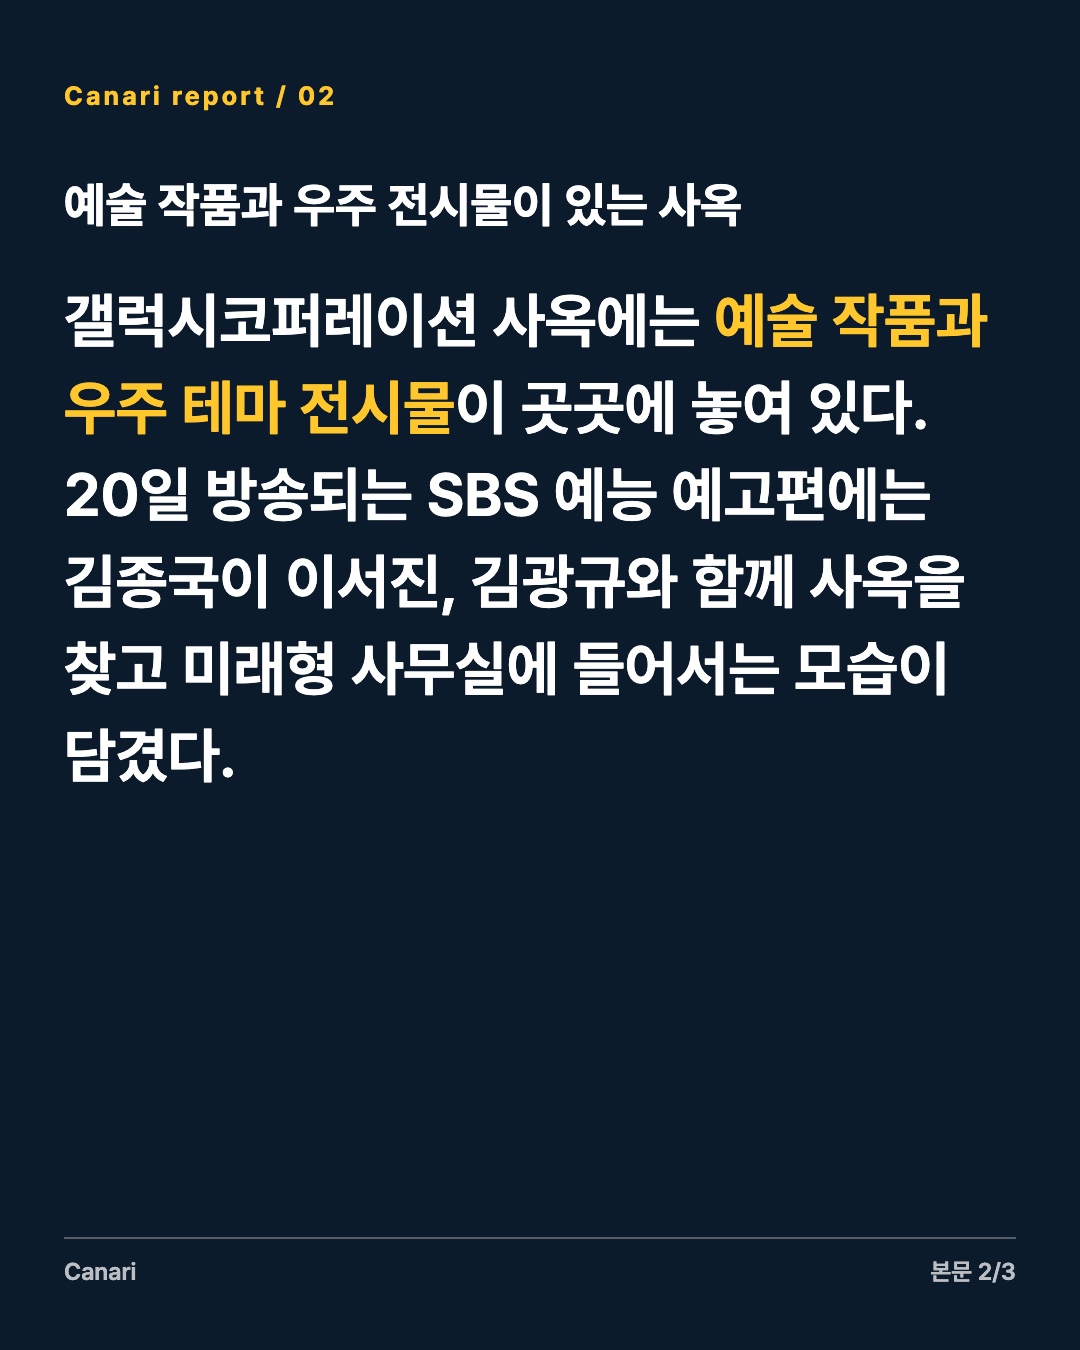 Canari report / 02
예술 작품과 우주 전시물이 있는 사옥
갤럭시코퍼레이션 사옥에는 예술 작품과
우주 테마 전시물이 곳곳에 놓여 있다.
20일 방송되는 SBS 예능 예고편에는
김종국이 이서진, 김광규와 함께 사옥을
찾고 미래형 사무실에 들어서는 모습이
담겼다.
Canari
본문 2/3